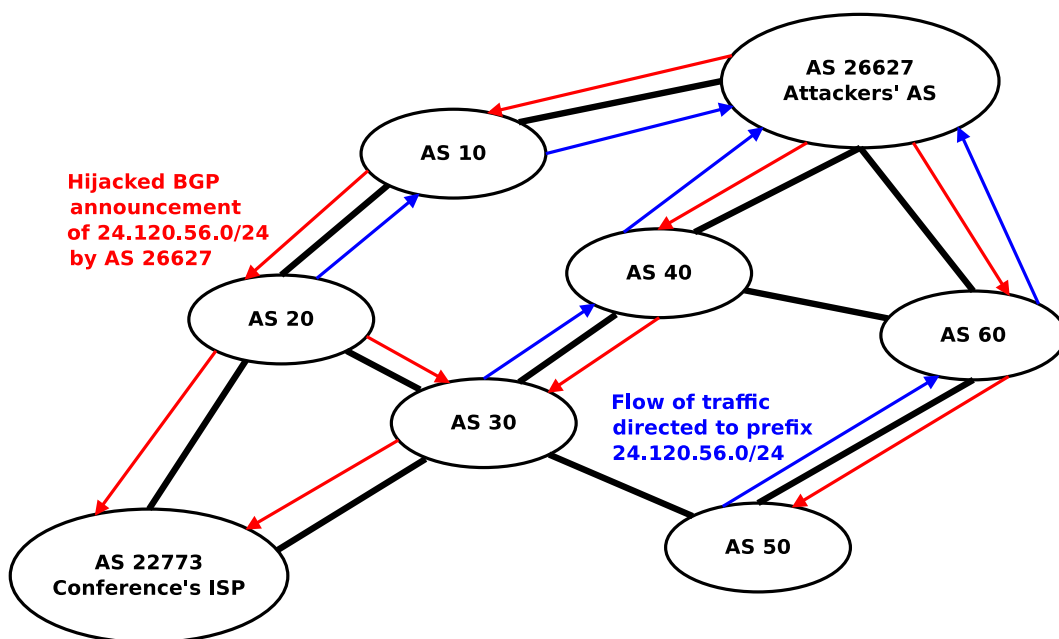 AS 26627
Attackers' AS
AS 10
Hijacked BGP
announcement
of 24.120.56.0/24
by AS 26627
AS 40
AS 20
AS 60
AS 30
Flow of traffic
directed to prefix
24.120.56.0/24
AS 50
AS 22773
Conference's ISP